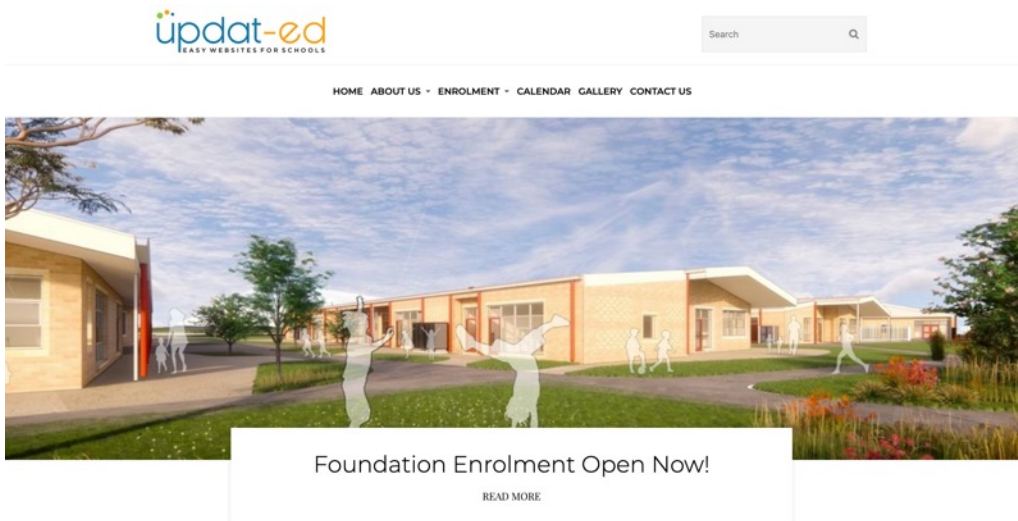 üpdat-ed
EASY WEBSITES FOR SCHOOLS
Search
HOME ABOUT US ENROLMENT CALENDAR GALLERY CONTACT US
Foundation Enrolment Open Now!
READ MORE